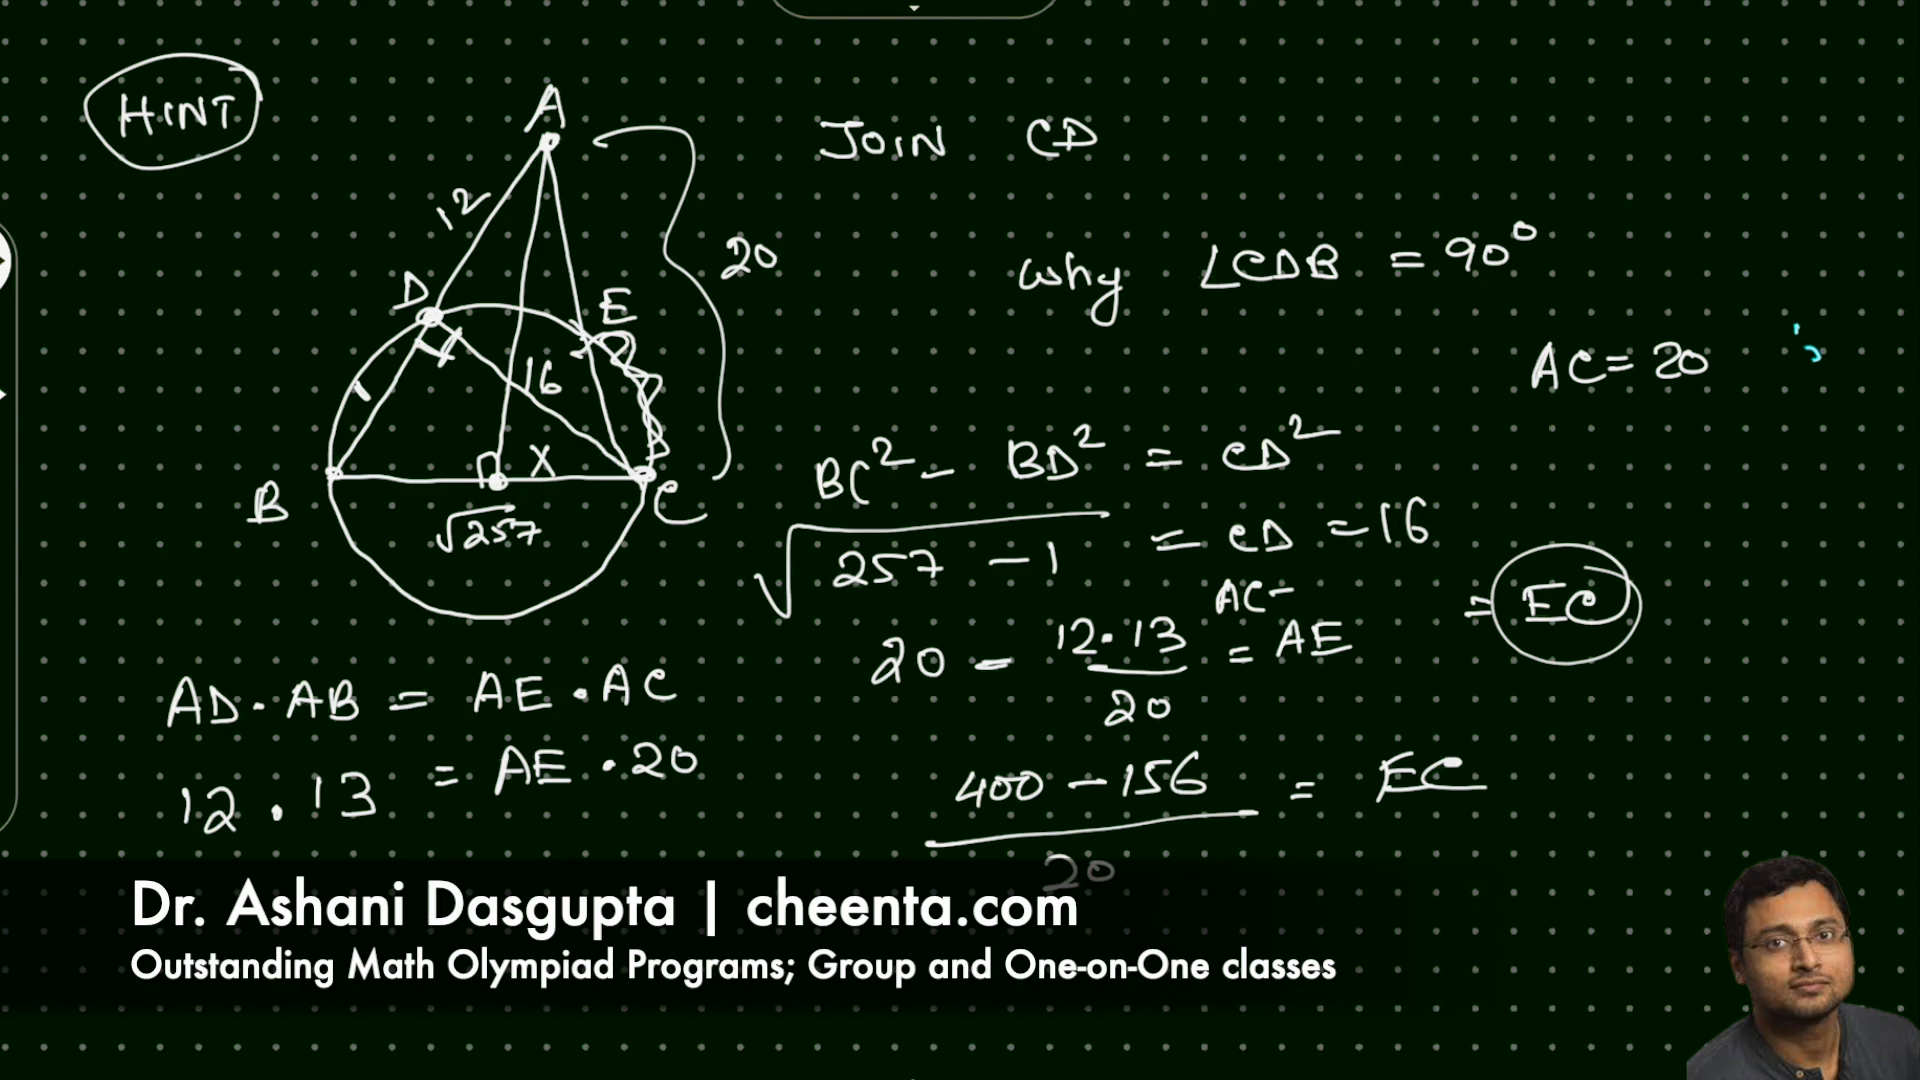 HINT
A
JOIN CD
12
20
why ∠CDB = 90°
D
E
AC = 20
16
x
B
C
√257
BC² - BD² = CD²
√257 - 1 = CD = 16
20 - 12.13/20 = AC - AE = EC
AD . AB = AE . AC
12 . 13 = AE . 20
400 - 156/20 = EC
Dr. Ashani Dasgupta | cheenta.com
Outstanding Math Olympiad Programs; Group and One-on-One classes